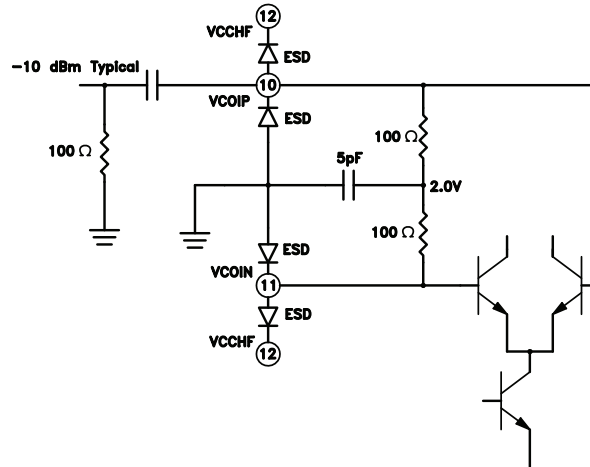 12
VCCHF
ESD
-10 dBm Typical
10
VCOIP
ESD
100 Ω
100 Ω
5pF
2.0V
100 Ω
ESD
VCOIN
11
ESD
VCCHF
12